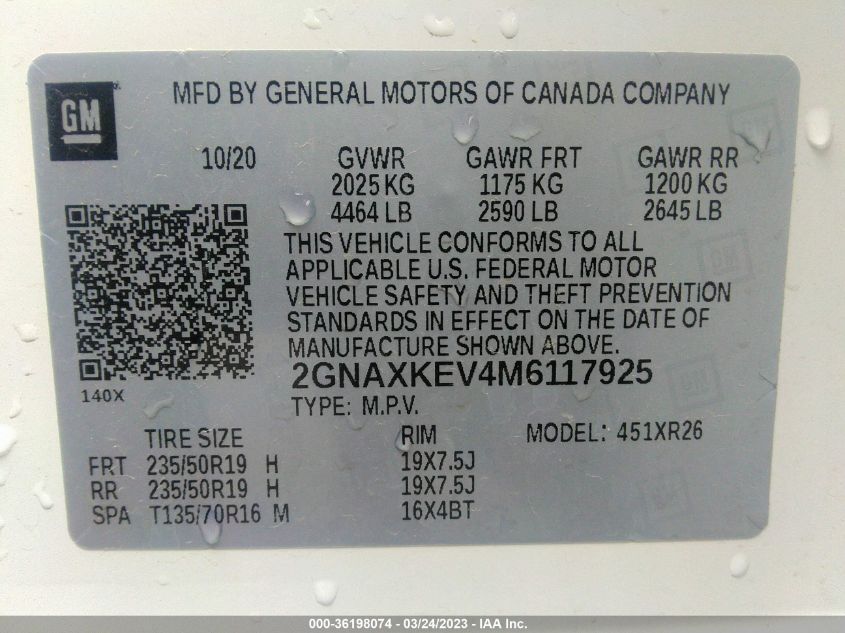 GM
MFD BY GENERAL MOTORS OF CANADA COMPANY
10/20 GVWR GAWR FRT GAWR RR
2025 KG 1175 KG 1200 KG
4464 LB 2590 LB 2645 LB
THIS VEHICLE CONFORMS TO ALL
APPLICABLE U.S. FEDERAL MOTOR
VEHICLE SAFETY AND THEFT PREVENTION
STANDARDS IN EFFECT ON THE DATE OF
MANUFACTURE SHOWN ABOVE.
2GNAXKEV4M6117925
140X
TYPE: M.P.V.
TIRE SIZE RIM MODEL: 451XR26
FRT 235/50R19 H 19X7.5J
RR 235/50R19 H 19X7.5J
SPA T135/70R16 M 16X4BT
000-36198074 - 03/24/2023 - IAA Inc.